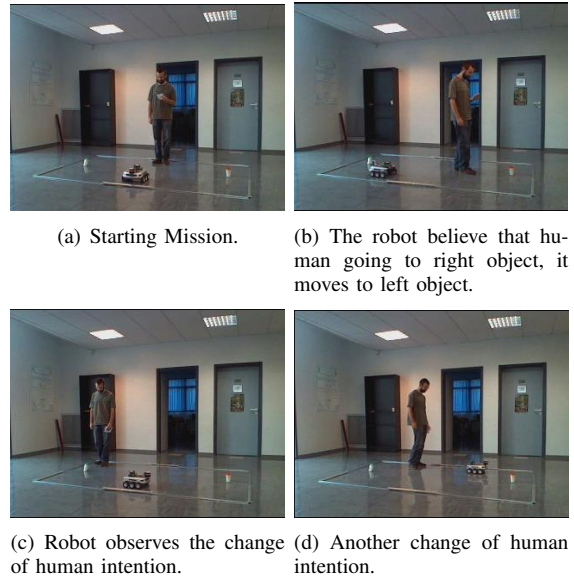 (a) Starting Mission.
(b) The robot believe that hu-
man going to right object, it
moves to left object.
(c) Robot observes the change
of human intention.
(d) Another change of human
intention.